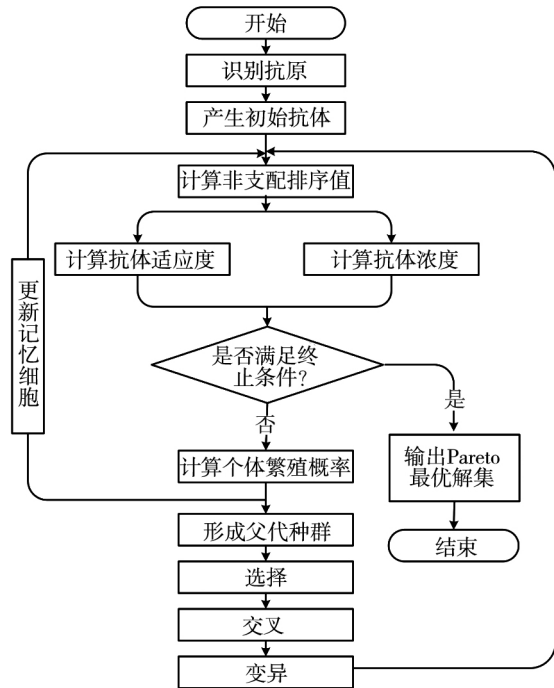 开始
识别抗原
产生初始抗体
计算非支配排序值
计算抗体适应度
计算抗体浓度
更新记忆细胞
是否满足终
止条件？
是
否
计算个体繁殖概率
输出Pareto
最优解集
形成父代种群
结束
选择
交叉
变异